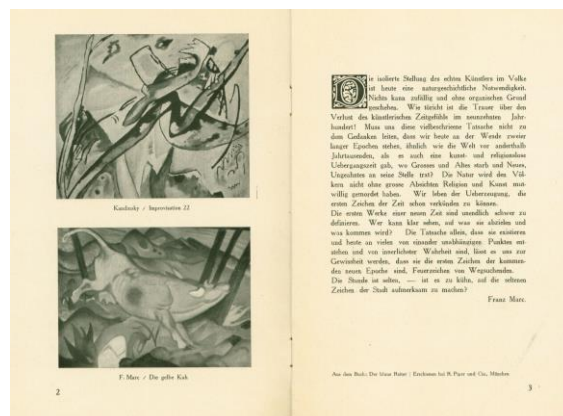 Kandinsky / Improvisation 22
F. Marc / Die gelbe Kuh
2
Die isolierte Stellung des echten Künstlers im Volke
ist heute eine naturgeschichtliche Notwendigkeit.
Nichts kann zufällig und ohne organischen Grund
geschehen. Wie töricht ist die Trauer über den
Verlust des künstlerischen Zeitgefühls im neunzehnten Jahr-
hundert! Muss uns diese vielbeschriene Tatsache nicht zu
dem Gedanken leiten, dass wir heute an der Wende zweier
langer Epochen stehen, ähnlich wie die Welt vor anderthalb
Jahrtausenden, als es auch eine kunst- und religionslose
Uebergangszeit gab, wo Grosses und Altes starb und Neues,
Ungeahntes an seine Stelle trat? Die Natur wird den Völ-
kern nicht ohne grosse Absichten Religion und Kunst mut-
willig gemordet haben. Wir leben der Ueberzeugung, die
ersten Zeichen der Zeit schon verkünden zu können.
Die ersten Werke einer neuen Zeit sind unendlich schwer zu
definieren. Wer kann klar sehen, auf was sie abzielen und
was kommen wird? Die Tatsache allein, dass sie existieren
und heute an vielen von einander unabhängigen Punkten ent-
stehen und von innerlichster Wahrheit sind, lässt es uns zur
Gewissheit werden, dass sie die ersten Zeichen der kommen-
den neuen Epoche sind, Feuerzeichen von Wegsuchenden.
Die Stunde ist selten, — ist es zu kühn, auf die seltenen
Zeichen der Stadt aufmerksam zu machen?
Franz Marc.
Aus dem Buch: Der blaue Reiter / Erschienen bei R. Piper und Co., München
3